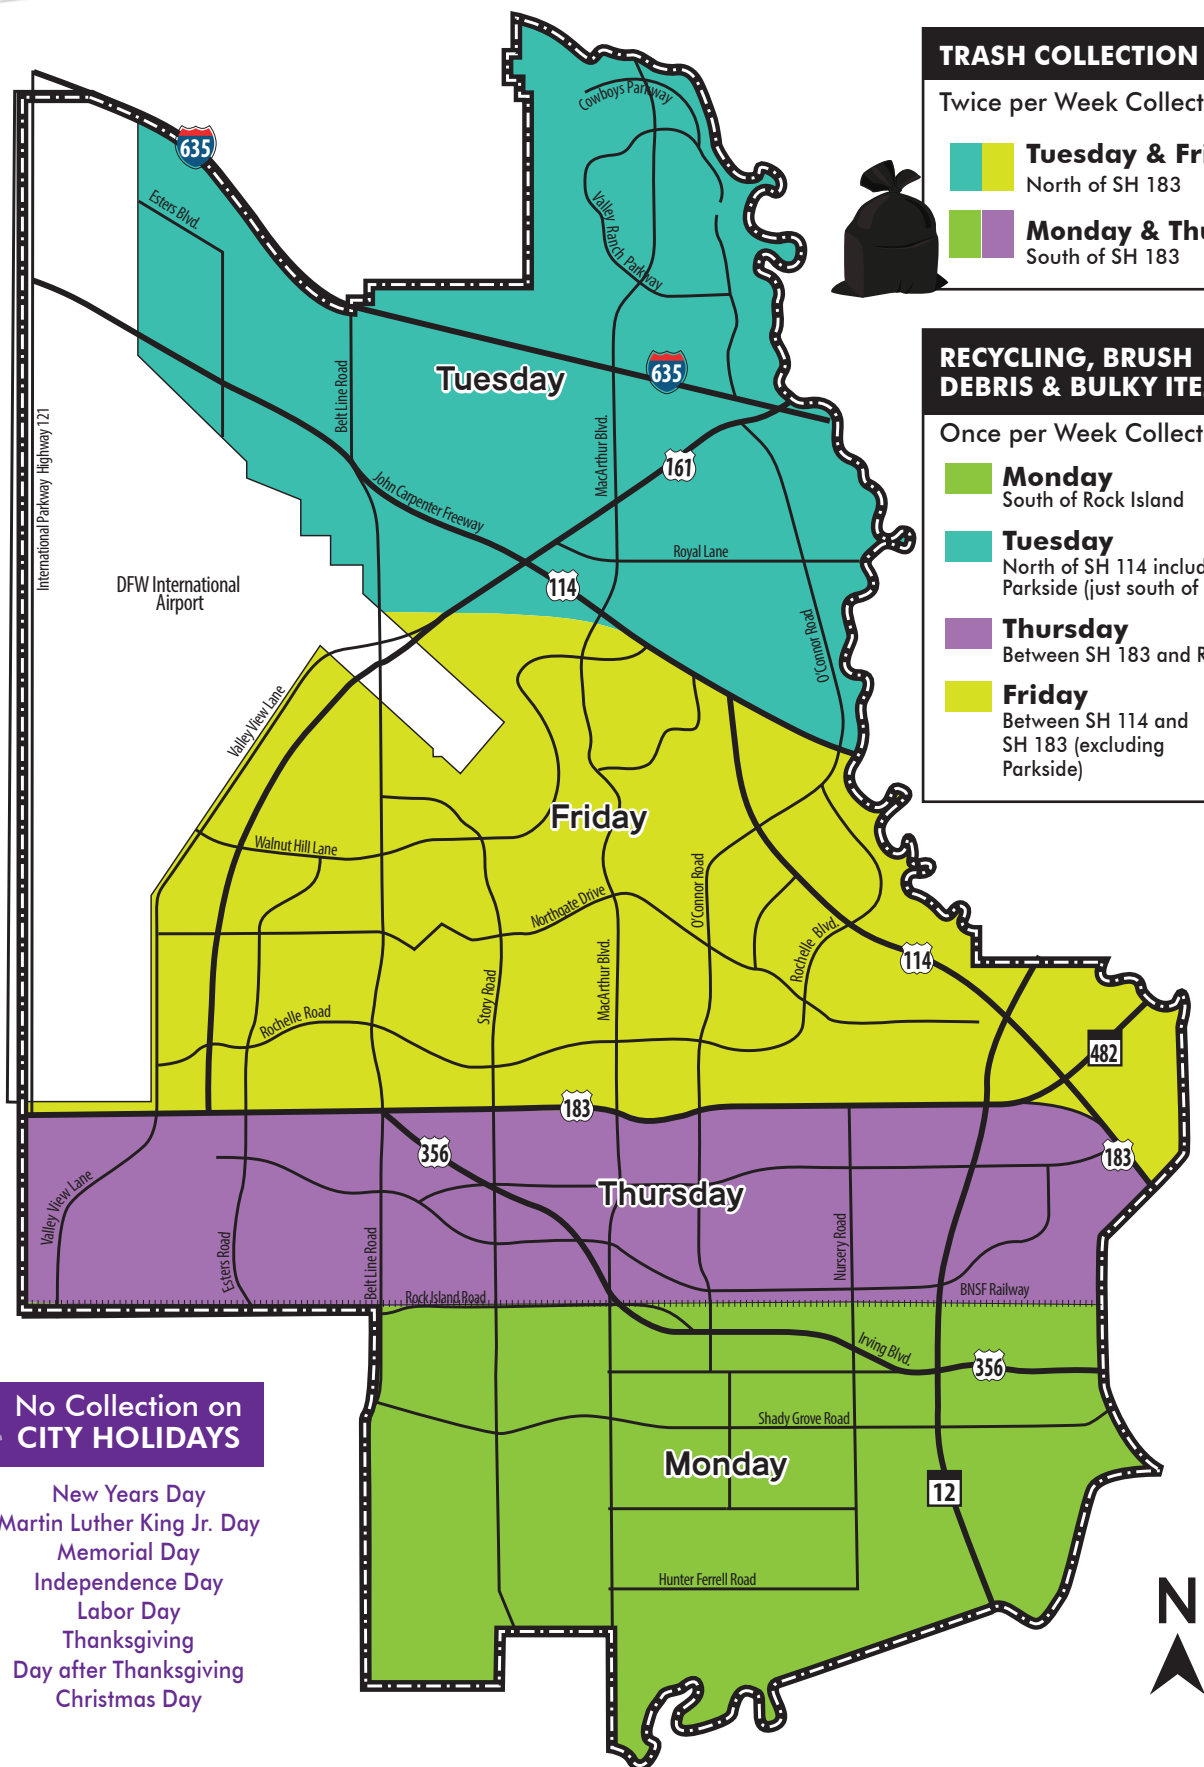 TRASH COLLECTION
Twice per Week Collect
Tuesday & Fri
North of SH 183
Monday & Thu
South of SH 183
RECYCLING, BRUSH
DEBRIS & BULKY ITE
Once per Week Collect
Monday
South of Rock Island
Tuesday
North of SH 114 includ
Parkside (just south of
Thursday
Between SH 183 and R
Friday
Between SH 114 and
SH 183 (excluding
Parkside)
Cowboys Parkway
635
Esters Blvd.
Valley Ranch Parkway
Tuesday
635
Belt Line Road
International Parkway Highway 121
MacArthur Blvd.
161
John Carpenter Freeway
Royal Lane
DFW International
Airport
114
O'Connor Road
Valley View Lane
Friday
Walnut Hill Lane
O'Connor Road
Northgate Drive
Rochelle Blvd.
MacArthur Blvd.
114
Story Road
Rochelle Road
482
183
356
183
Thursday
Valley View Lane
Esters Road
Belt Line Road
Nursery Road
Rock Island Road
BNSF Railway
Irving Blvd.
356
Shady Grove Road
Monday
12
Hunter Ferrell Road
No Collection on
CITY HOLIDAYS
New Years Day
Martin Luther King Jr. Day
Memorial Day
Independence Day
Labor Day
Thanksgiving
Day after Thanksgiving
Christmas Day
N